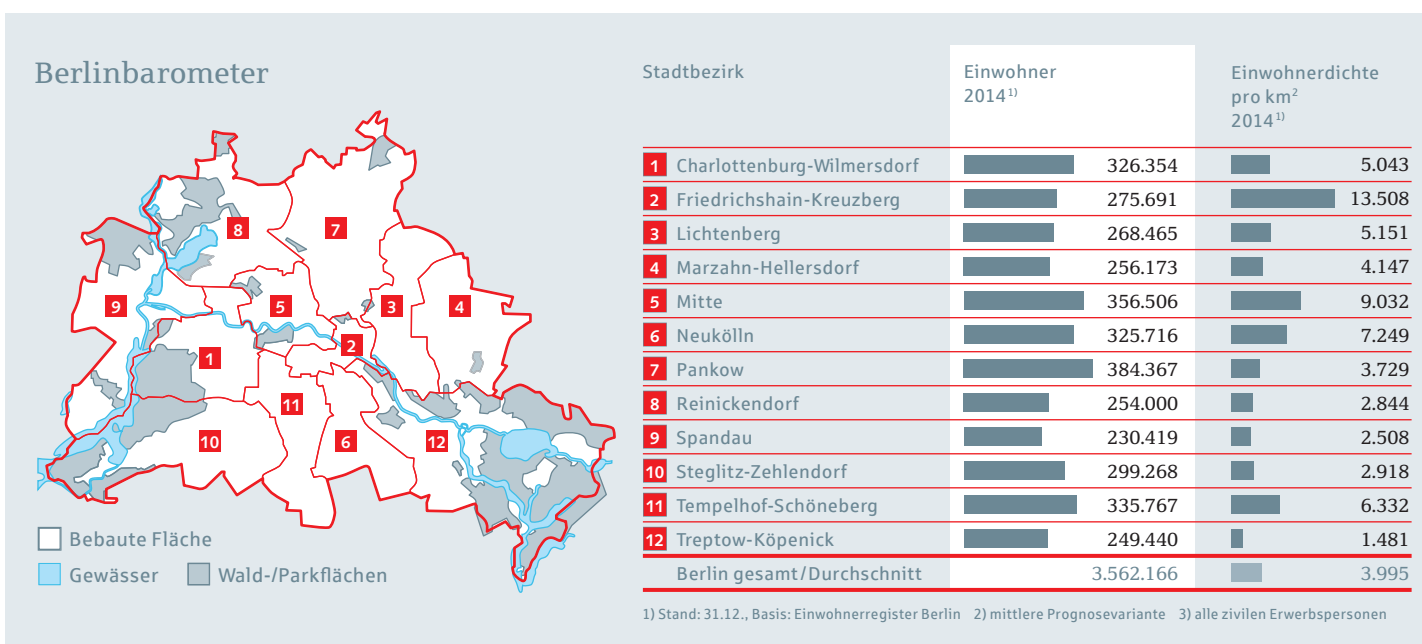 Berlinbarometer
8
7
9
5
3
4
1
2
11
10
6
12
Bebaute Fläche
Gewässer Wald-/Parkflächen
Stadtbezirk
Einwohner
2014¹⁾
Einwohnerdichte
pro km²
2014¹⁾
1 Charlottenburg-Wilmersdorf 326.354 5.043
2 Friedrichshain-Kreuzberg 275.691 13.508
3 Lichtenberg 268.465 5.151
4 Marzahn-Hellersdorf 256.173 4.147
5 Mitte 356.506 9.032
6 Neukölln 325.716 7.249
7 Pankow 384.367 3.729
8 Reinickendorf 254.000 2.844
9 Spandau 230.419 2.508
10 Steglitz-Zehlendorf 299.268 2.918
11 Tempelhof-Schöneberg 335.767 6.332
12 Treptow-Köpenick 249.440 1.481
Berlin gesamt/Durchschnitt 3.562.166 3.995
1) Stand: 31.12., Basis: Einwohnerregister Berlin 2) mittlere Prognosevariante 3) alle zivilen Erwerbspersonen